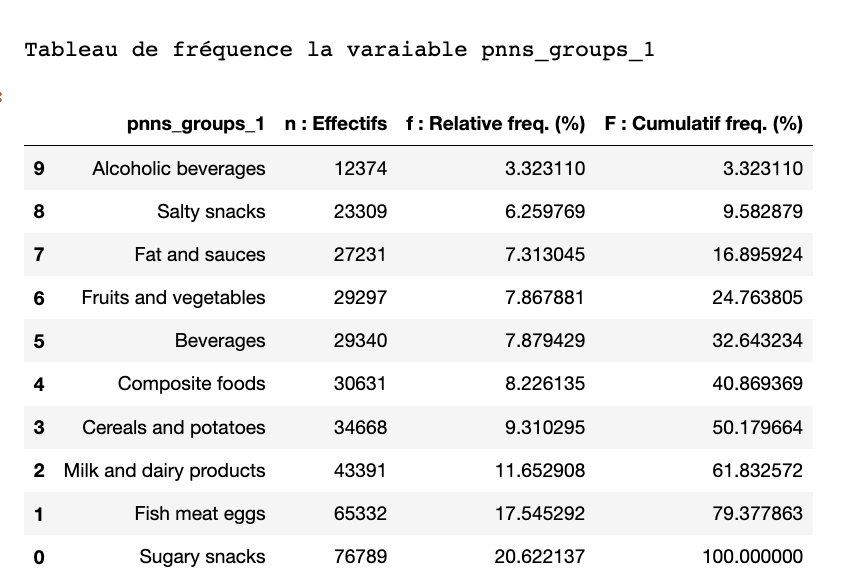 Tableau de fréquence la varaiable pnns_groups_1
:
pnns_groups_1 n : Effectifs f : Relative freq. (%) F : Cumulatif freq. (%)
9 Alcoholic beverages 12374 3.323110 3.323110
8 Salty snacks 23309 6.259769 9.582879
7 Fat and sauces 27231 7.313045 16.895924
6 Fruits and vegetables 29297 7.867881 24.763805
5 Beverages 29340 7.879429 32.643234
4 Composite foods 30631 8.226135 40.869369
3 Cereals and potatoes 34668 9.310295 50.179664
2 Milk and dairy products 43391 11.652908 61.832572
1 Fish meat eggs 65332 17.545292 79.377863
0 Sugary snacks 76789 20.622137 100.000000